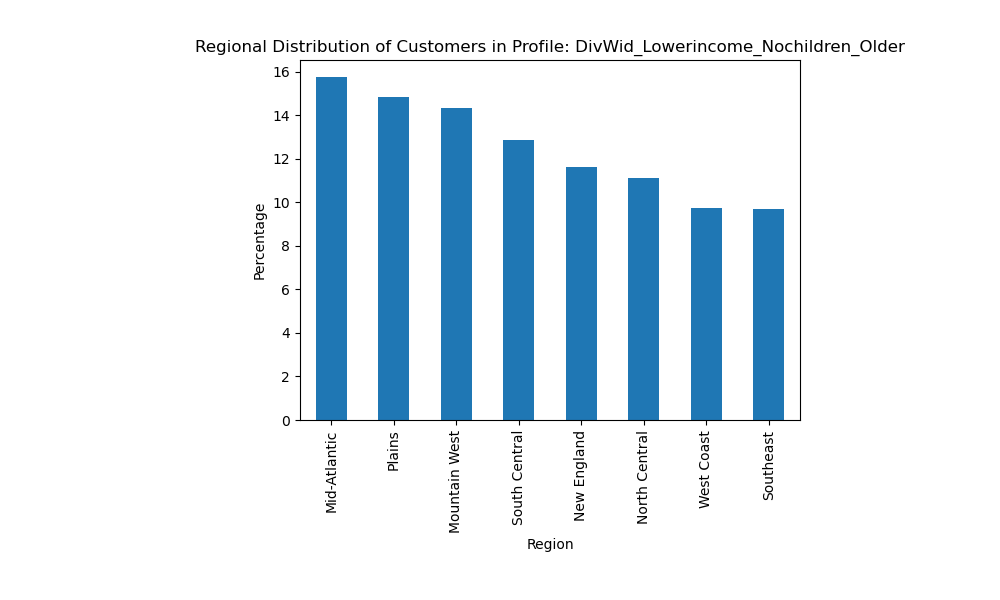 Regional Distribution of Customers in Profile: DivWid_Lowerincome_Nochildren_Older
16
14
12
10
8
6
4
2
0
Percentage
Mid-Atlantic
Plains
Mountain West
South Central
New England
North Central
West Coast
Southeast
Region